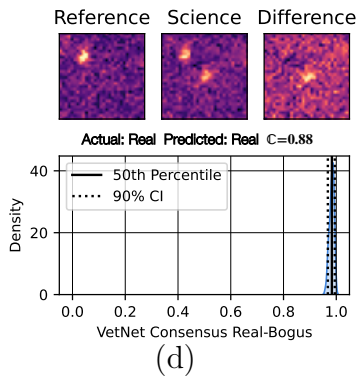 Reference Science Difference
Actual: Real Predicted: Real ℂ=0.88
50th Percentile
90% CI
Density
40
20
0
0.0 0.2 0.4 0.6 0.8 1.0
VetNet Consensus Real-Bogus
(d)